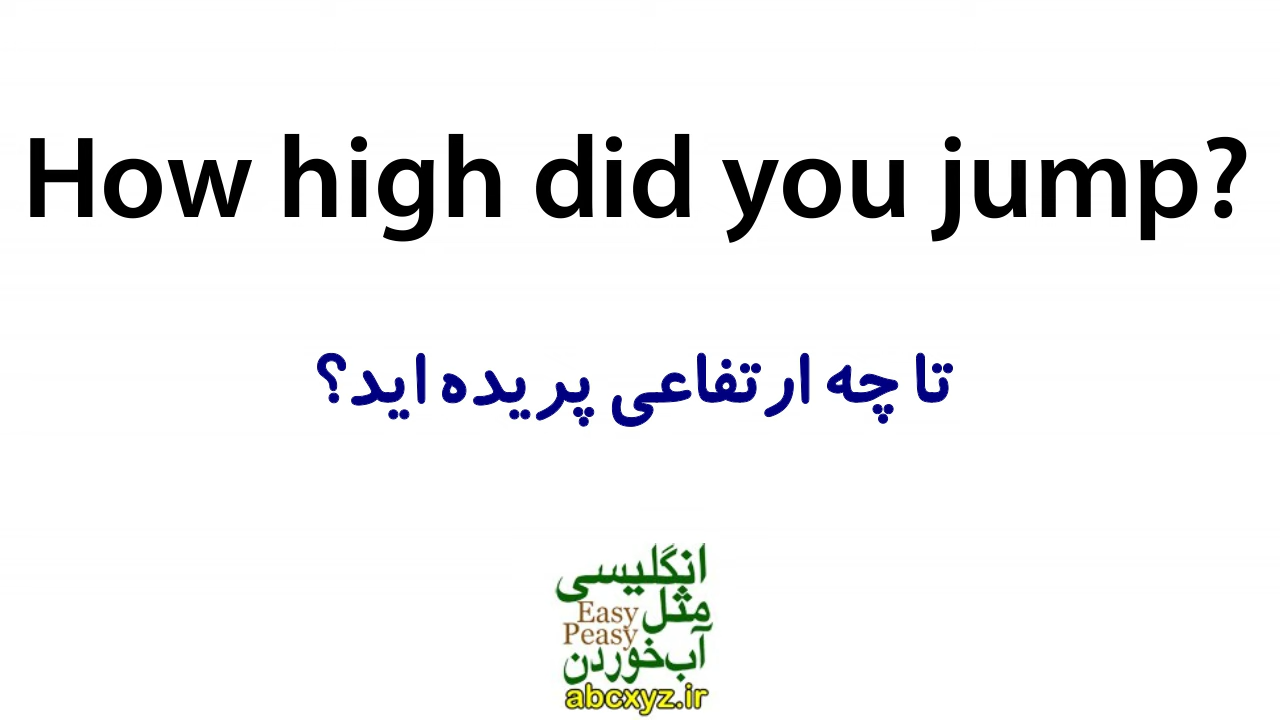 How high did you jump?
تا چه ارتفاعی پریده اید؟
انگلیسی
مثل
Easy
Peasy
آب‌خوردن
abcxyz.ir